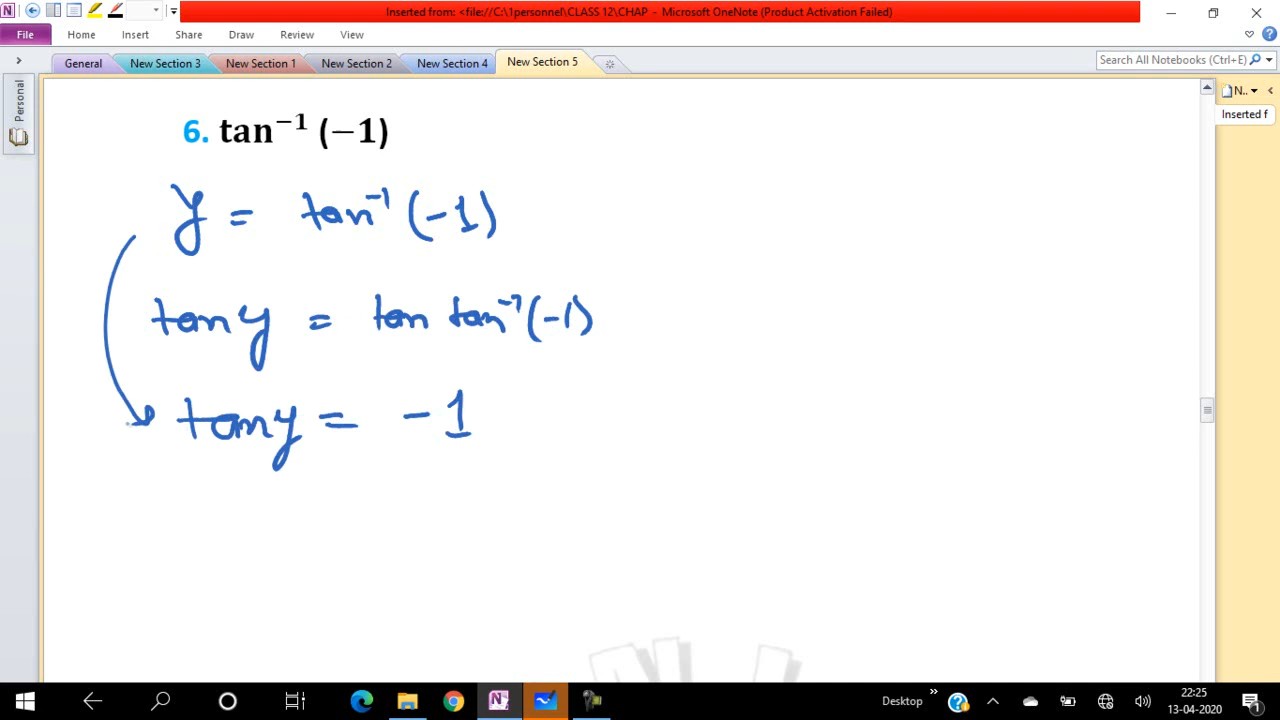 Inserted from: <file://C:\1personnel\CLASS 12\CHAP - Microsoft OneNote (Product Activation Failed)
File Home Insert Share Draw Review View
General New Section 3 New Section 1 New Section 2 New Section 4 New Section 5 Search All Notebooks (Ctrl+E)
Personal
N..
Inserted f
6. tan⁻¹ (−1)
y = tan⁻¹ (−1)
tan y = tan tan⁻¹ (−1)
tan y = − 1
Desktop
22:25
13-04-2020
1